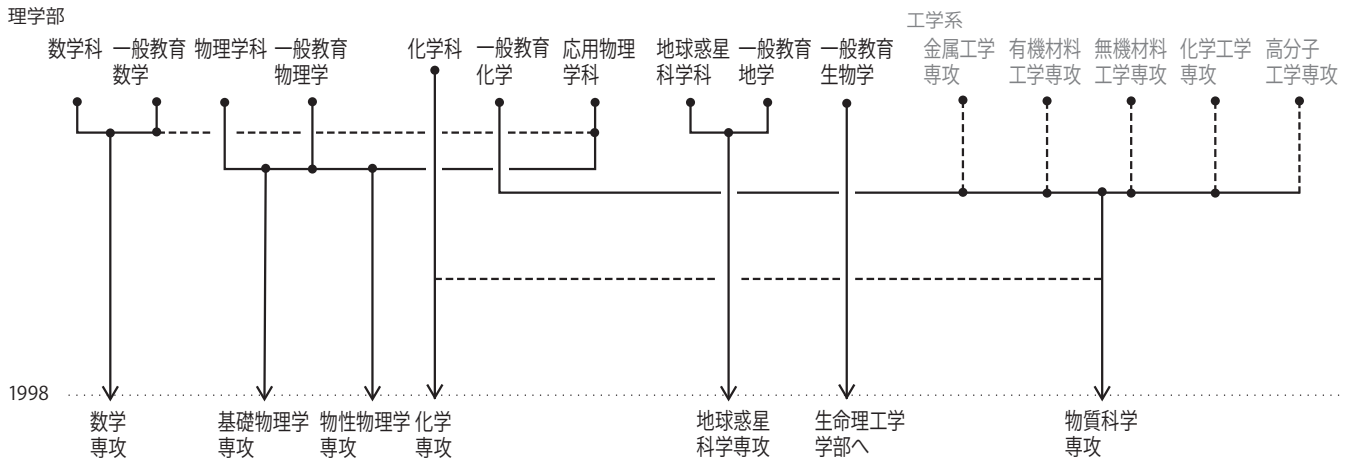 理学部
工学系
数学科
一般教育
数学
物理学科
一般教育
物理学
化学科
一般教育
化学
応用物理
学科
地球惑星
科学科
一般教育
地学
一般教育
生物学
金属工学
専攻
有機材料
工学専攻
無機材料
工学専攻
化学工学
専攻
高分子
工学専攻
1998
数学
専攻
基礎物理学
専攻
物性物理学
専攻
化学
専攻
地球惑星
科学専攻
生命理工学
学部へ
物質科学
専攻